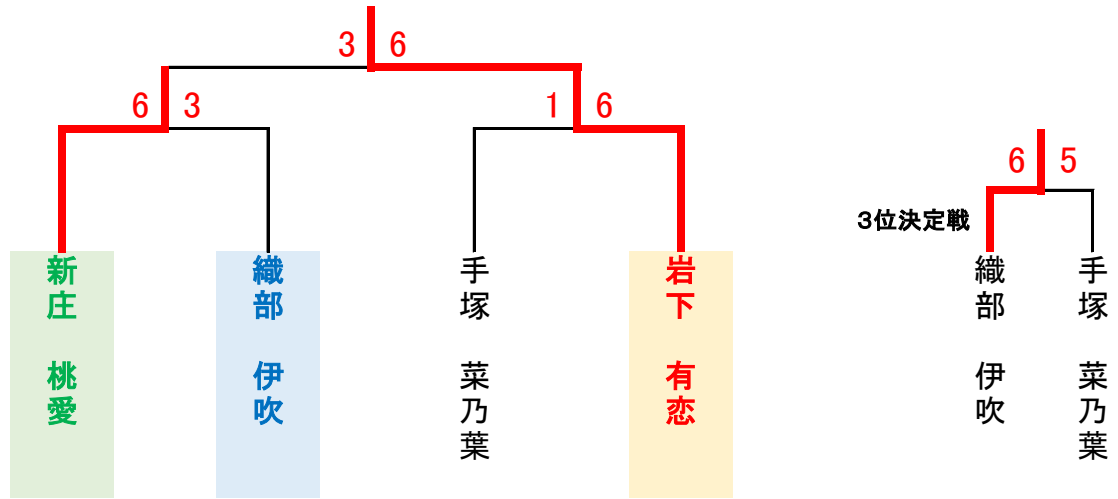 3 6
6 3
1 6
6 5
3位決定戦
新庄 桃愛
織部 伊吹
手塚 菜乃葉
岩下 有恋
織部 伊吹
手塚 菜乃葉